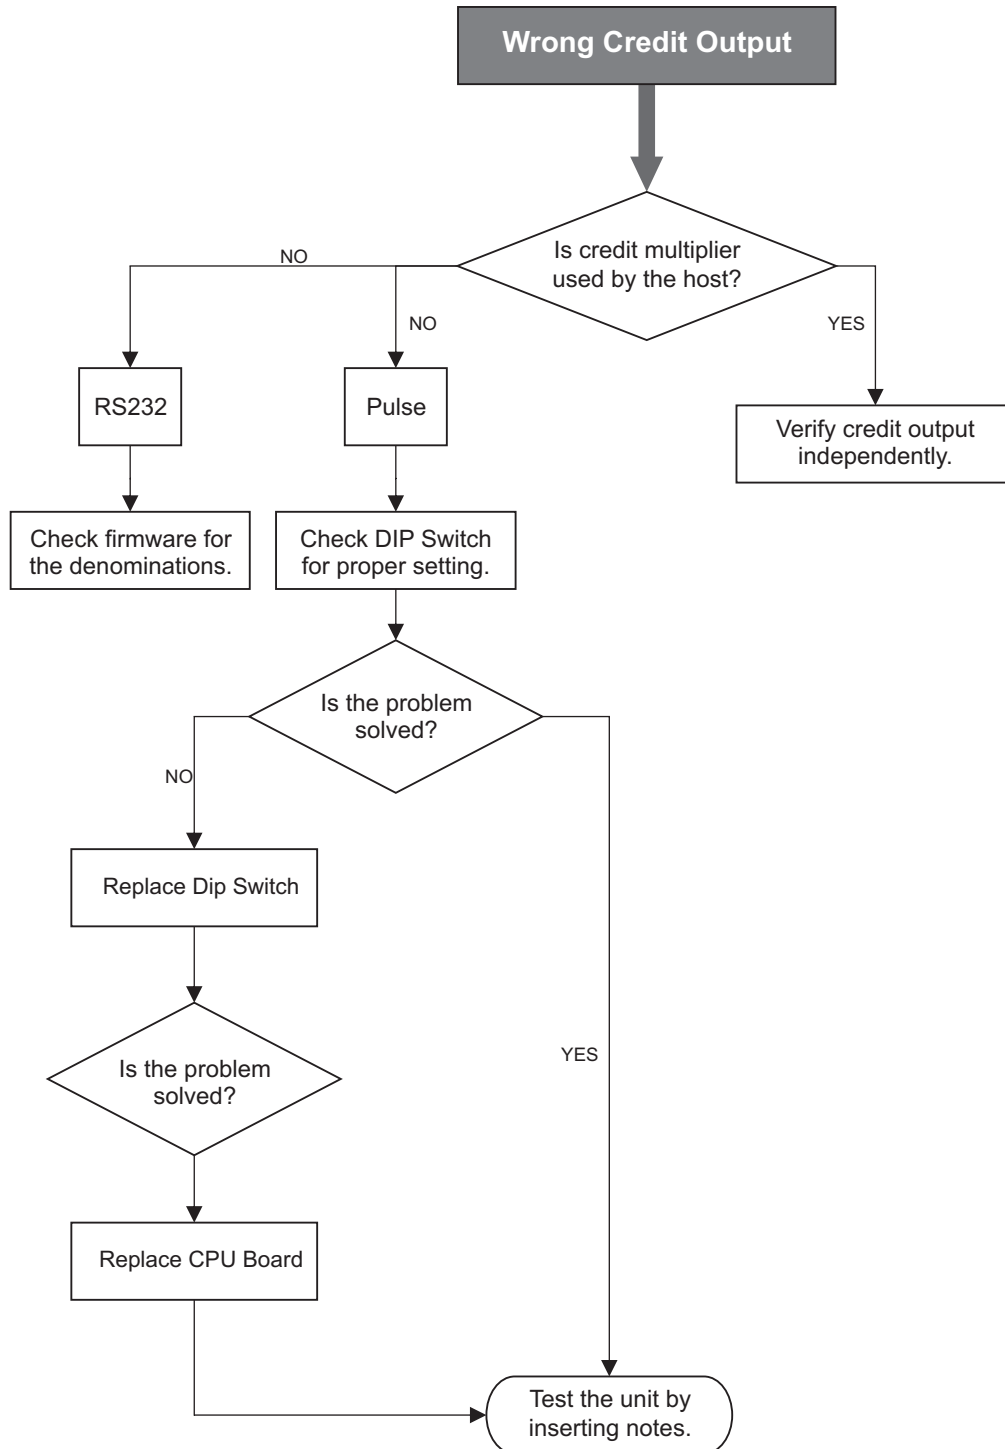 Wrong Credit Output
Is credit multiplier
used by the host?
NO
NO
YES
RS232
Pulse
Verify credit output
independently.
Check firmware for
the denominations.
Check DIP Switch
for proper setting.
Is the problem
solved?
NO
Replace Dip Switch
Is the problem
solved?
YES
Replace CPU Board
Test the unit by
inserting notes.